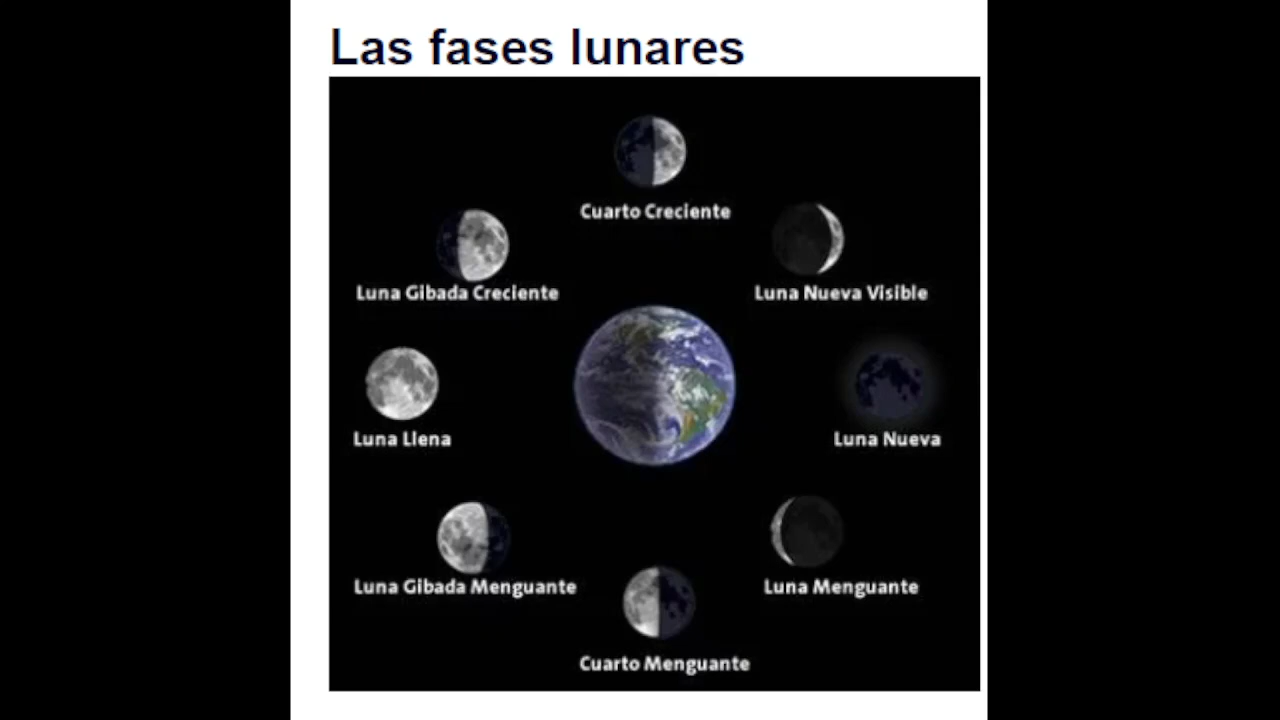 Las fases lunares
Cuarto Creciente
Luna Gibada Creciente
Luna Nueva Visible
Luna Llena
Luna Nueva
Luna Gibada Menguante
Luna Menguante
Cuarto Menguante